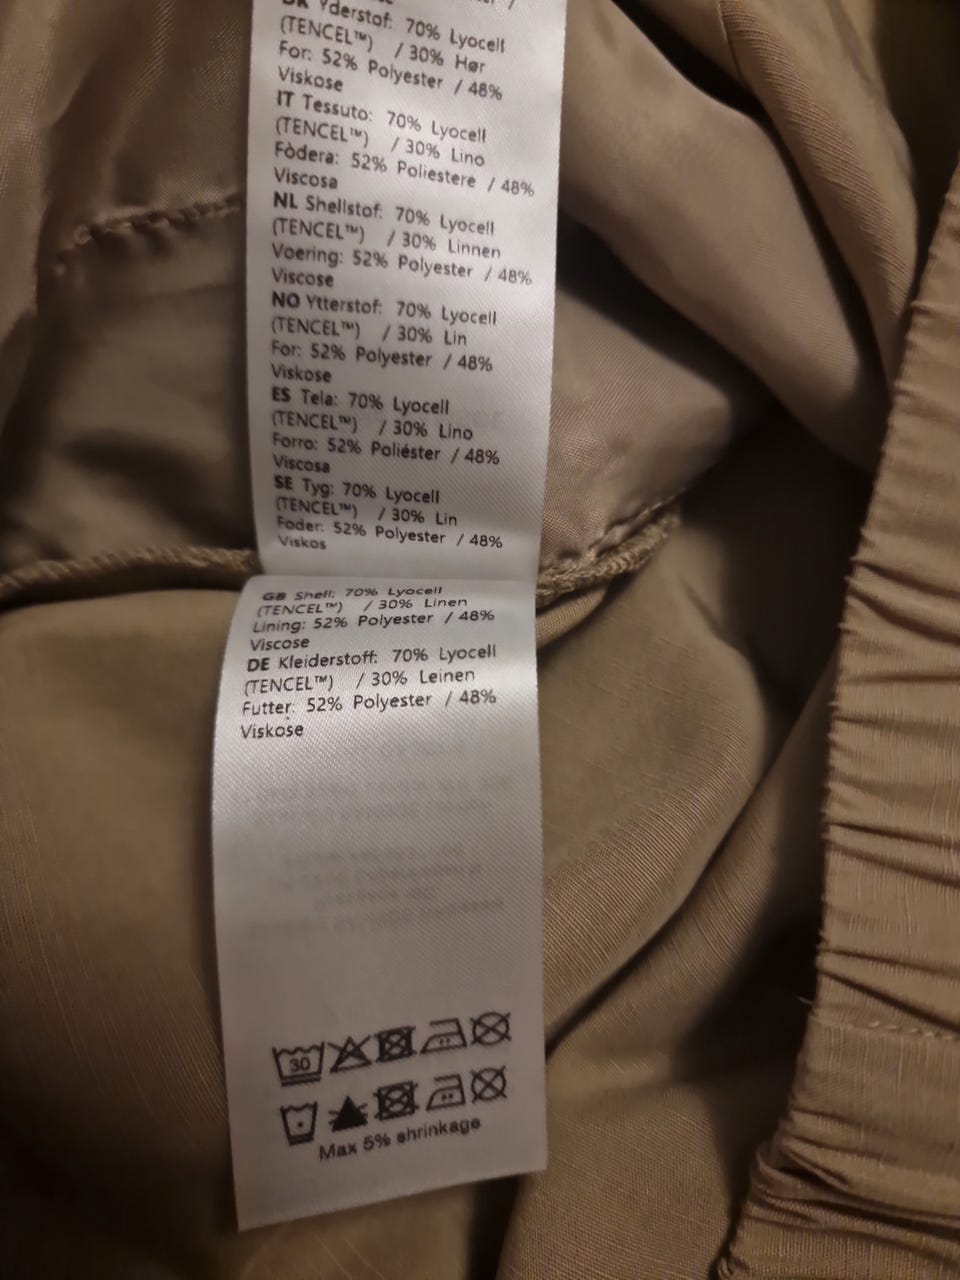 DK Yderstof: 70% Lyocell
(TENCEL™) / 30% Hør
For: 52% Polyester / 48%
Viskose
IT Tessuto: 70% Lyocell
(TENCEL™) / 30% Lino
Fòdera: 52% Poliestere / 48%
Viscosa
NL Shellstof: 70% Lyocell
(TENCEL™) / 30% Linnen
Voering: 52% Polyester / 48%
Viscose
NO Ytterstof: 70% Lyocell
(TENCEL™) / 30% Lin
For: 52% Polyester / 48%
Viskose
ES Tela: 70% Lyocell
(TENCEL™) / 30% Lino
Forro: 52% Poliéster / 48%
Viscosa
SE Tyg: 70% Lyocell
(TENCEL™) / 30% Lin
Foder: 52% Polyester / 48%
Viskos
GB Shell: 70% Lyocell
(TENCEL™) / 30% Linen
Lining: 52% Polyester / 48%
Viscose
DE Kleiderstoff: 70% Lyocell
(TENCEL™) / 30% Leinen
Futter: 52% Polyester / 48%
Viskose
30
Max 5% shrinkage